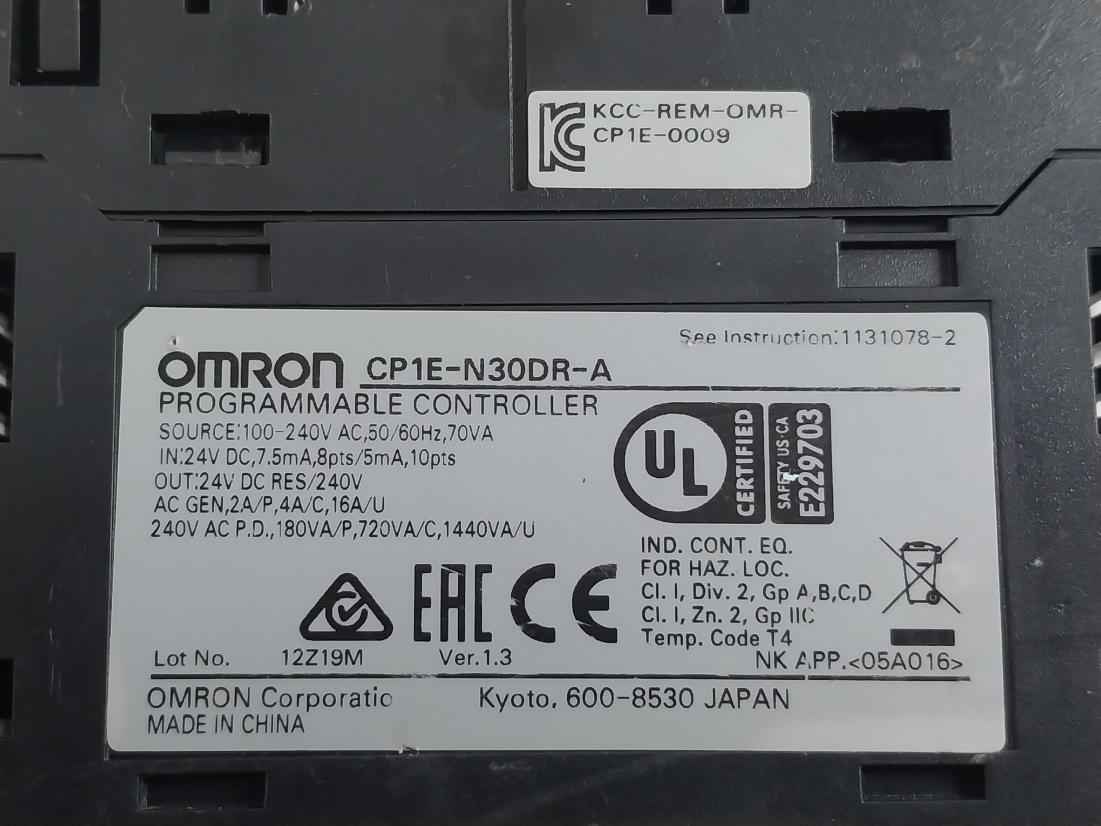 KCC-REM-OMR-
CP1E-0009
See Instruction:1131078-2
OMRON CP1E-N30DR-A
PROGRAMMABLE CONTROLLER
SOURCE:100-240V AC,50/60Hz,70VA
IN:24V DC,7.5mA,8pts/5mA,10pts
OUT:24V DC RES/240V
AC GEN,2A/P,4A/C,16A/U
240V AC P.D.,180VA/P,720VA/C,1440VA/U
UL CERTIFIED
SAFETY US·CA
E229703
IND. CONT. EQ.
FOR HAZ. LOC.
Cl. I, Div. 2, Gp A,B,C,D
Cl. I, Zn. 2, Gp IIC
Temp. Code T4
EAC CE
Lot No. 12Z19M Ver.1.3 NK APP.<05A016>
OMRON Corporatio Kyoto, 600-8530 JAPAN
MADE IN CHINA